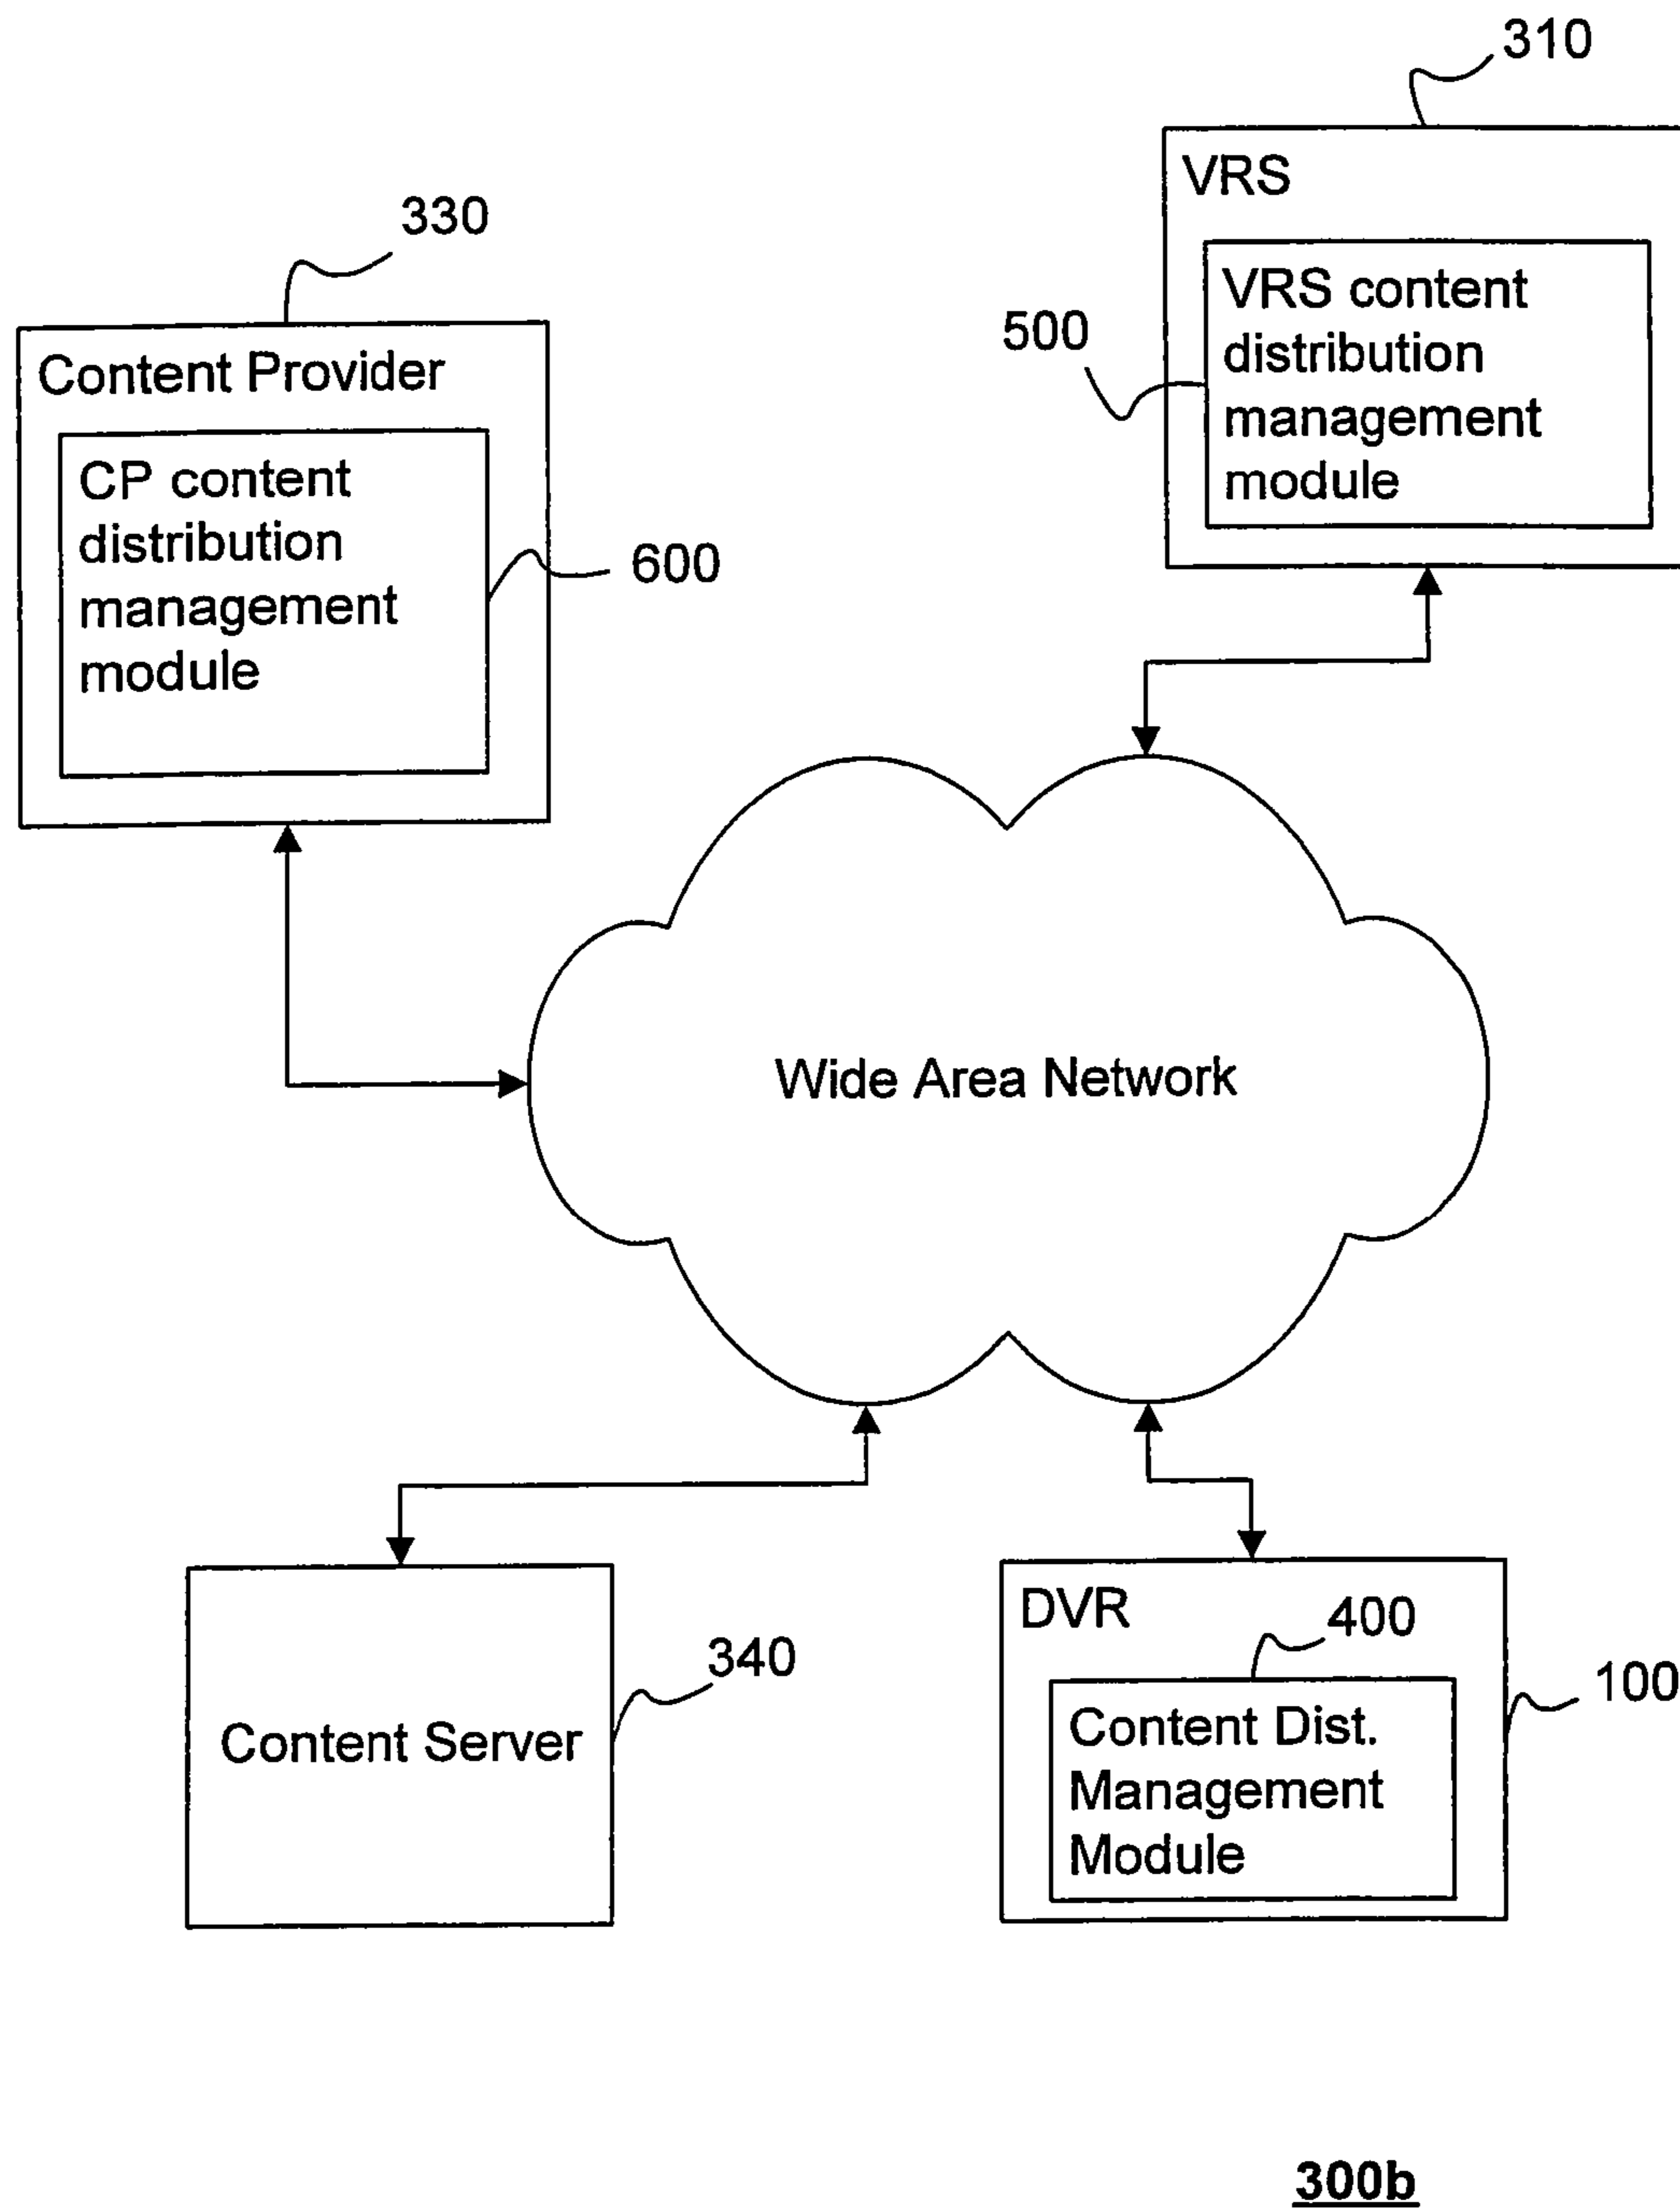 310
VRS
330
VRS content
distribution
management
module
500
Content Provider
CP content
distribution
management
module
600
Wide Area Network
DVR
400
340
100
Content Server
Content Dist.
Management
Module
300b